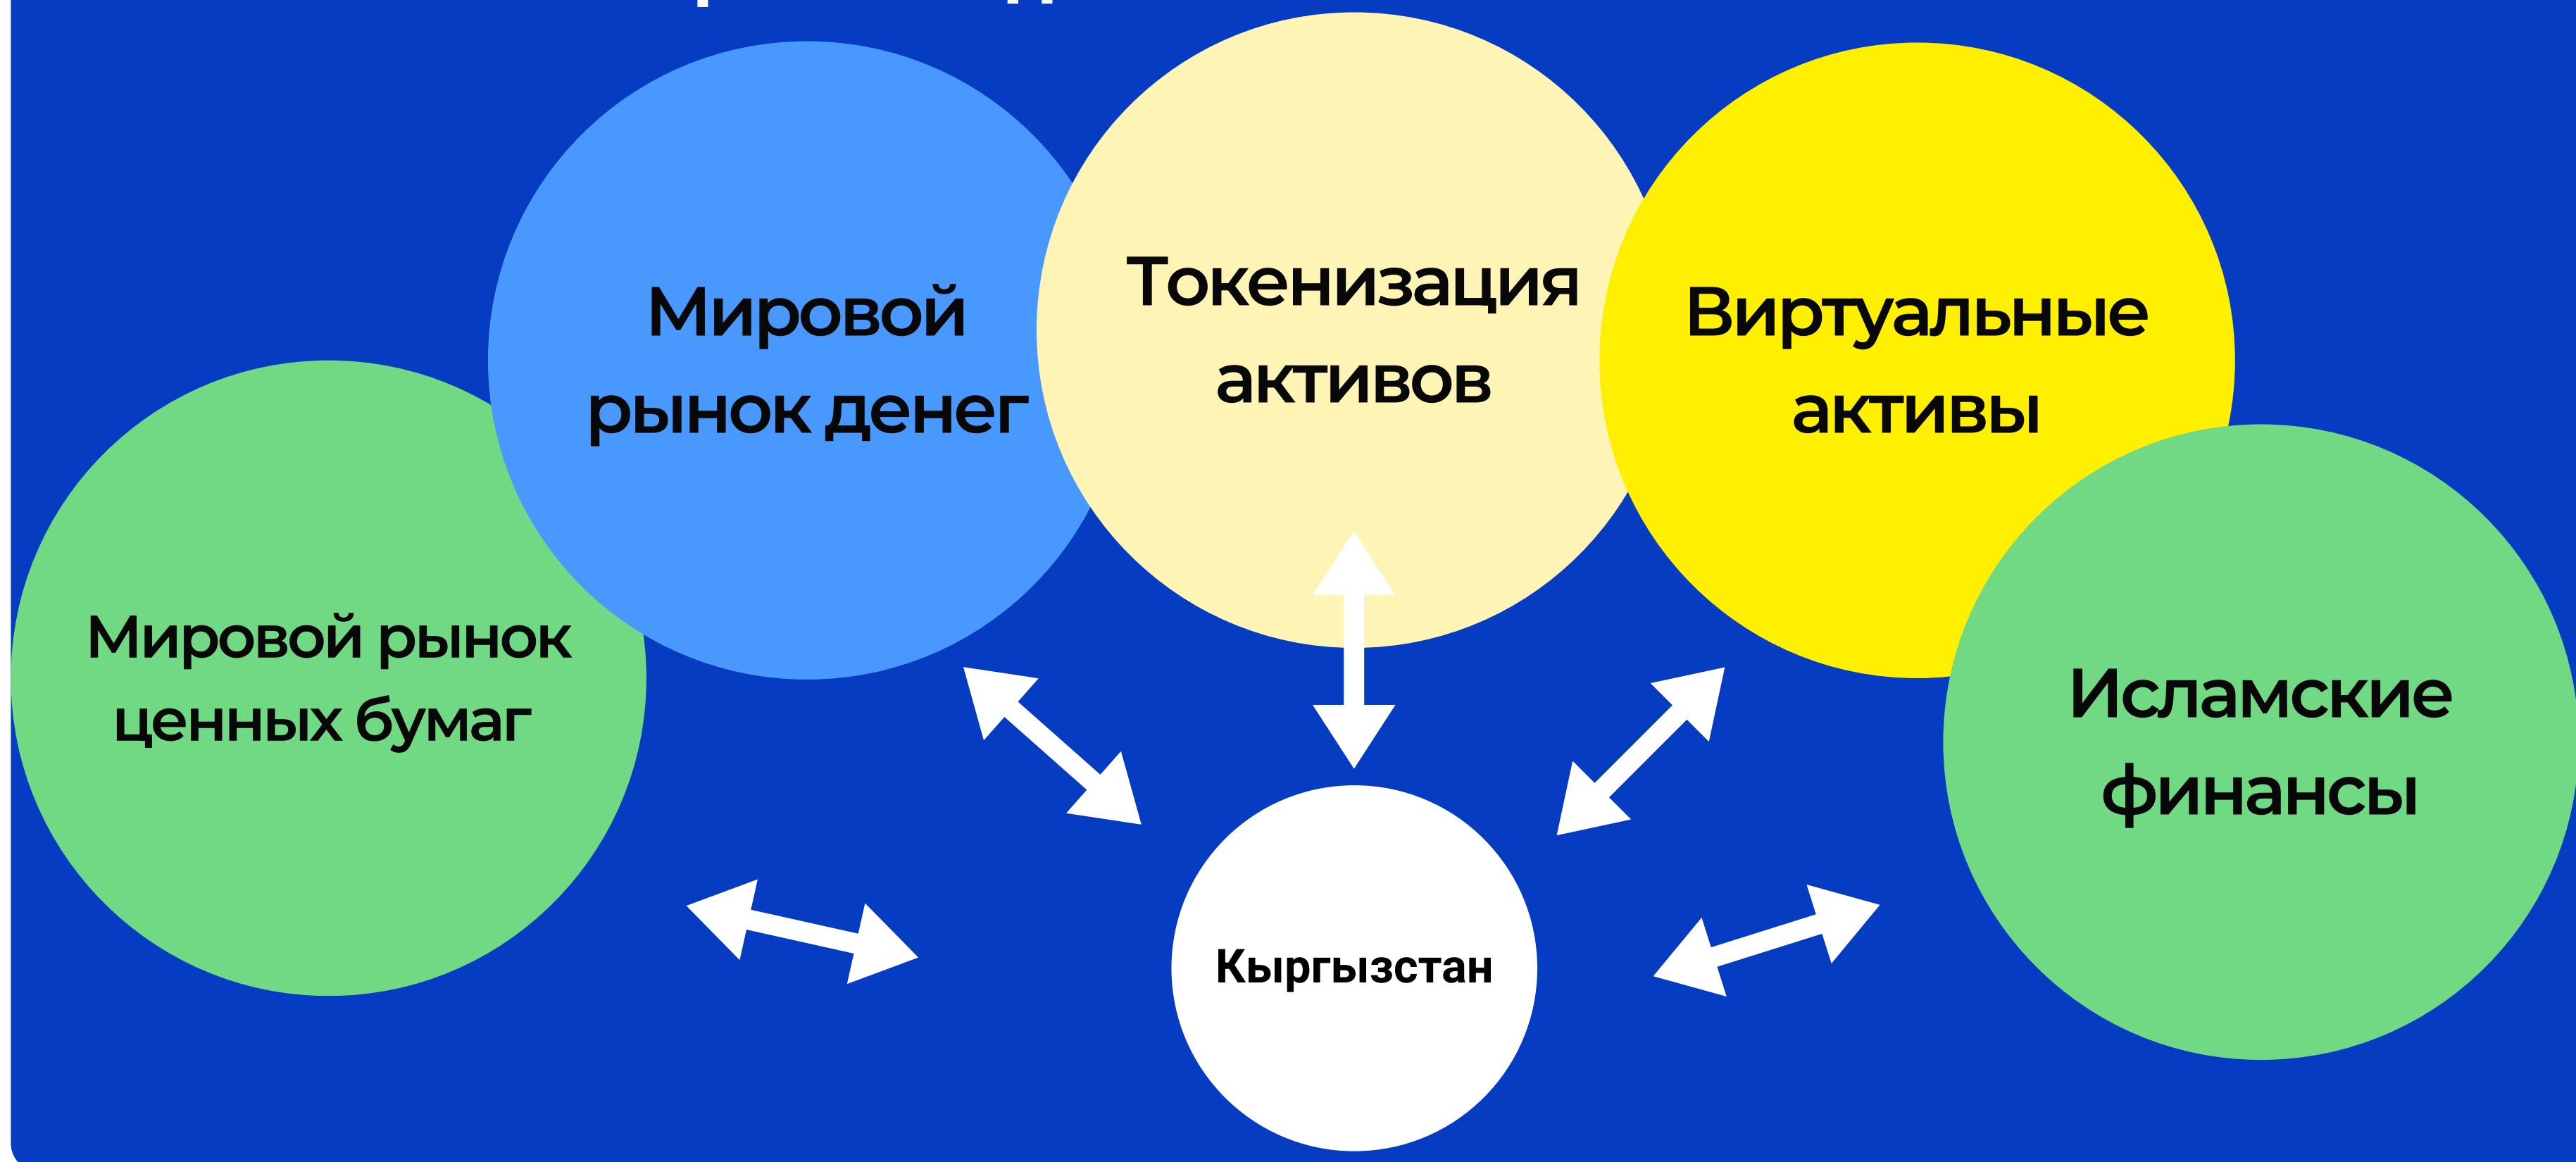 Мировой
рынок денег
Токенизация
активов
Виртуальные
активы
Мировой рынок
ценных бумаг
Исламские
финансы
Кыргызстан